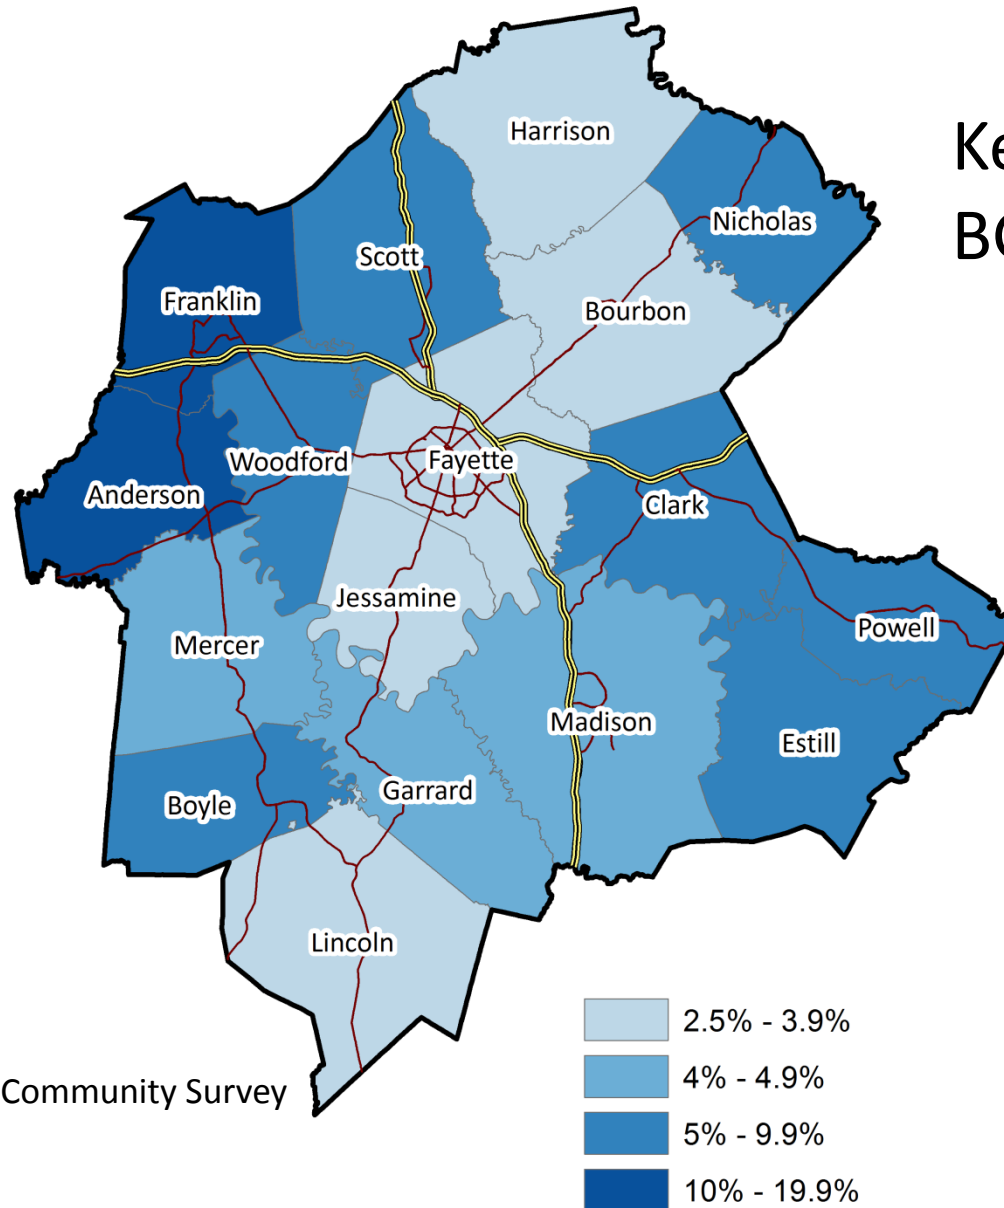 Harrison
Ke
BG
Nicholas
Scott
Franklin
Bourbon
Woodford
Fayette
Anderson
Clark
Jessamine
Powell
Mercer
Madison
Estill
Garrard
Boyle
Lincoln
2.5% - 3.9%
4% - 4.9%
Community Survey
5% - 9.9%
10% - 19.9%